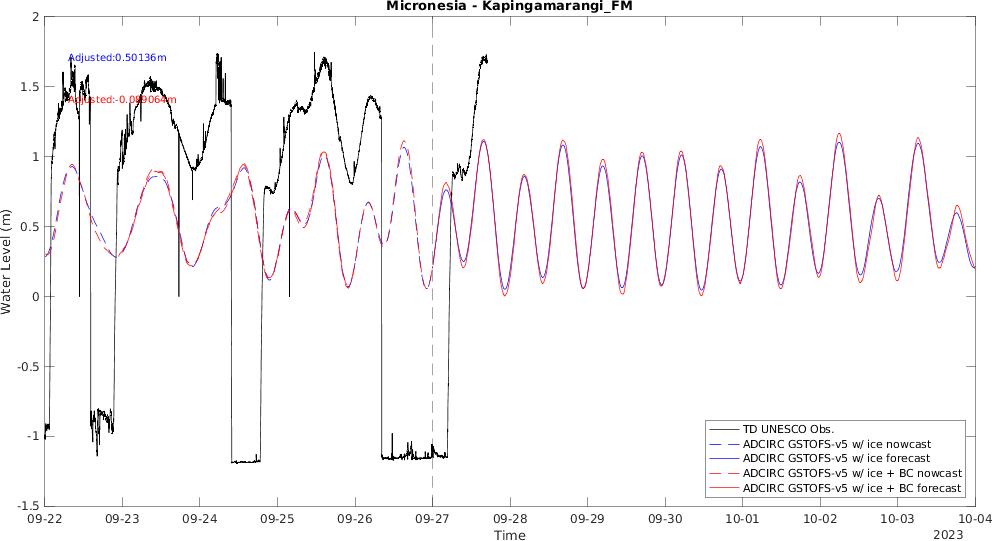 Micronesia - Kapingamarangi_FM
Water Level (m)
2
1.5
1
0.5
0
-0.5
-1
-1.5
Adjusted:0.50136m
Adjusted:-0.089064m
TD UNESCO Obs.
ADCIRC GSTOFS-v5 w/ ice nowcast
ADCIRC GSTOFS-v5 w/ ice forecast
ADCIRC GSTOFS-v5 w/ ice + BC nowcast
ADCIRC GSTOFS-v5 w/ ice + BC forecast
09-22 09-23 09-24 09-25 09-26 09-27 09-28 09-29 09-30 10-01 10-02 10-03 10-04
Time
2023